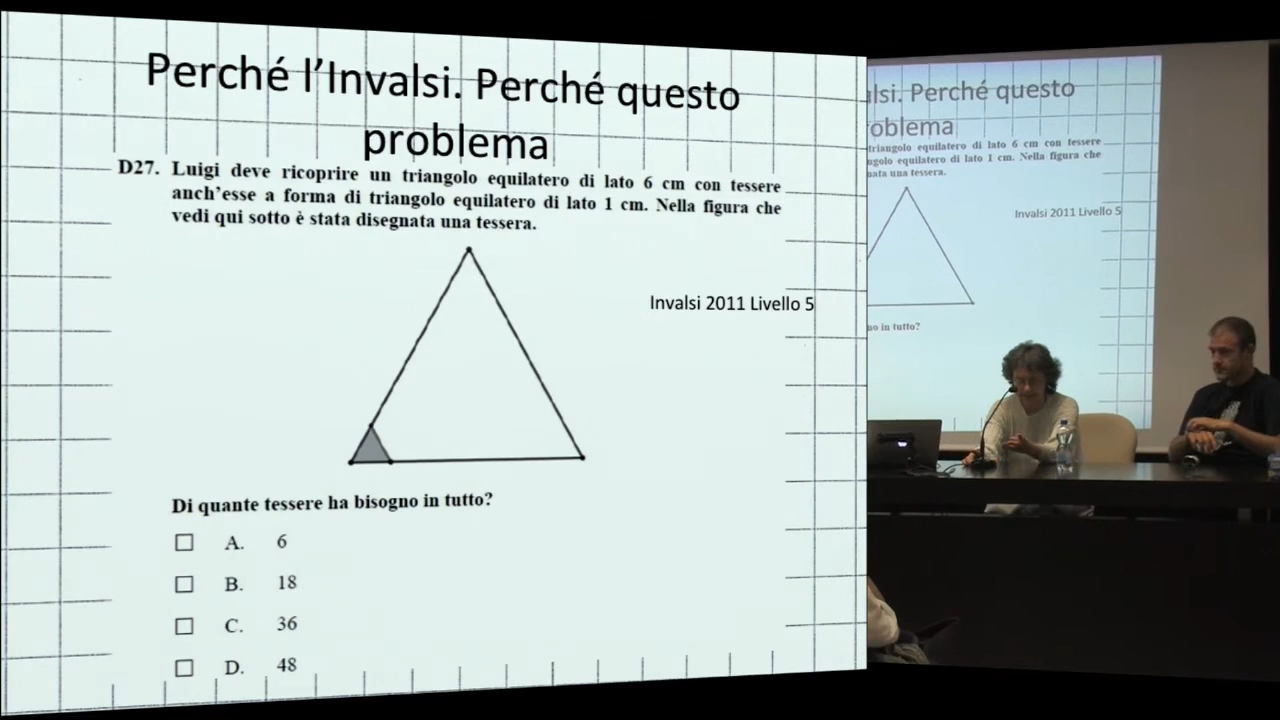 Perché l'Invalsi. Perché questo
problema
D27. Luigi deve ricoprire un triangolo equilatero di lato 6 cm con tessere
anch'esse a forma di triangolo equilatero di lato 1 cm. Nella figura che
vedi qui sotto è stata disegnata una tessera.
Invalsi 2011 Livello 5
Di quante tessere ha bisogno in tutto?
A. 6
B. 18
C. 36
D. 48
lsi. Perché questo
oblema
triangolo equilatero di lato 6 cm con tessere
ngolo equilatero di lato 1 cm. Nella figura che
nata una tessera.
Invalsi 2011 Livello 5
no in tutto?